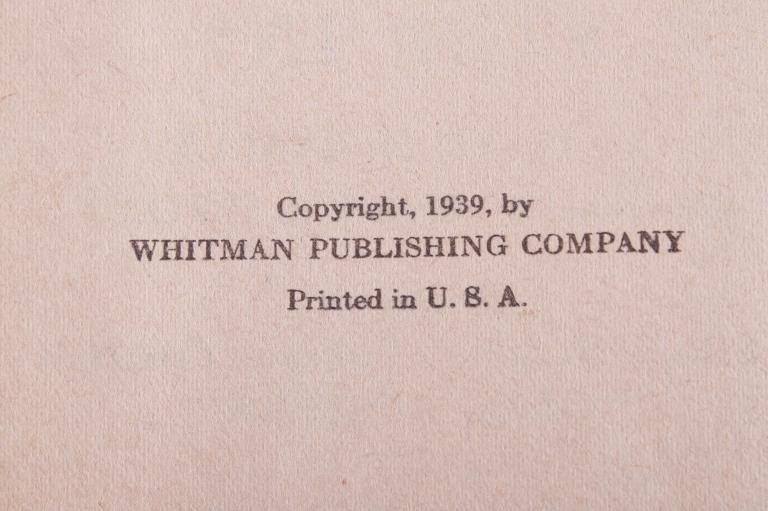 Copyright, 1939, by
WHITMAN PUBLISHING COMPANY
Printed in U. S. A.